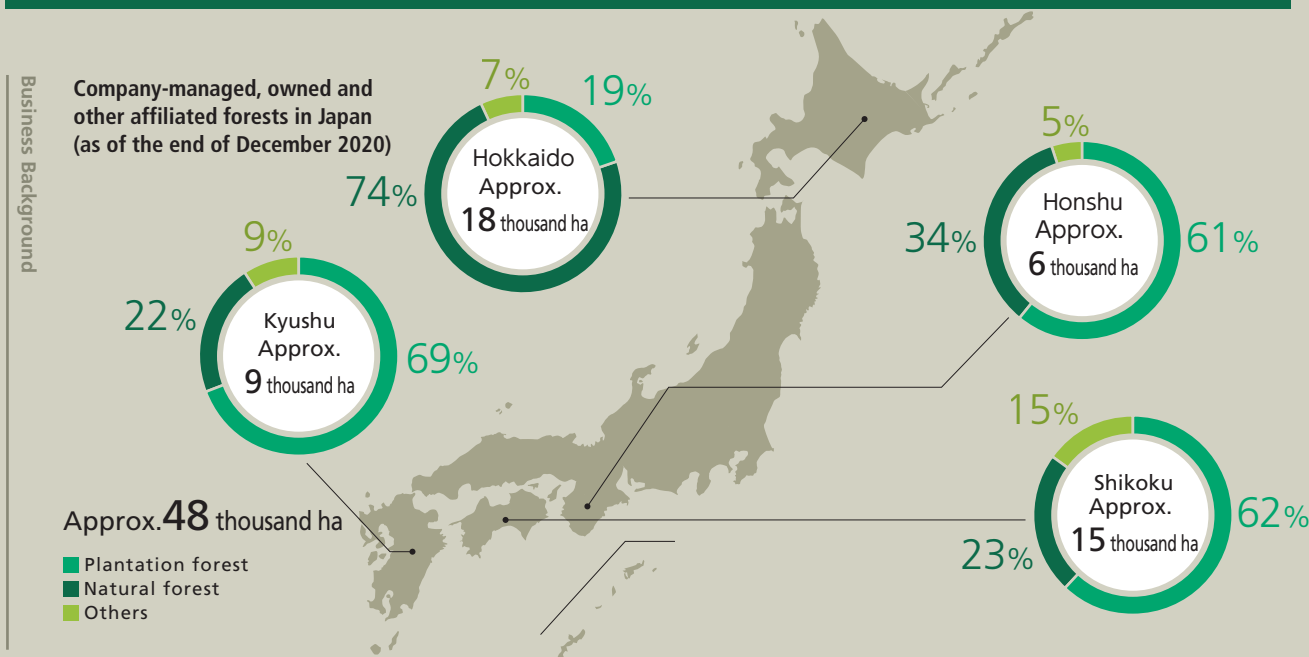 Business Background
Company-managed, owned and
other affiliated forests in Japan
(as of the end of December 2020)
7%
19%
74%
Hokkaido
Approx.
18 thousand ha
5%
34%
61%
Honshu
Approx.
6 thousand ha
9%
22%
69%
Kyushu
Approx.
9 thousand ha
15%
62%
23%
Shikoku
Approx.
15 thousand ha
Approx.48 thousand ha
Plantation forest
Natural forest
Others